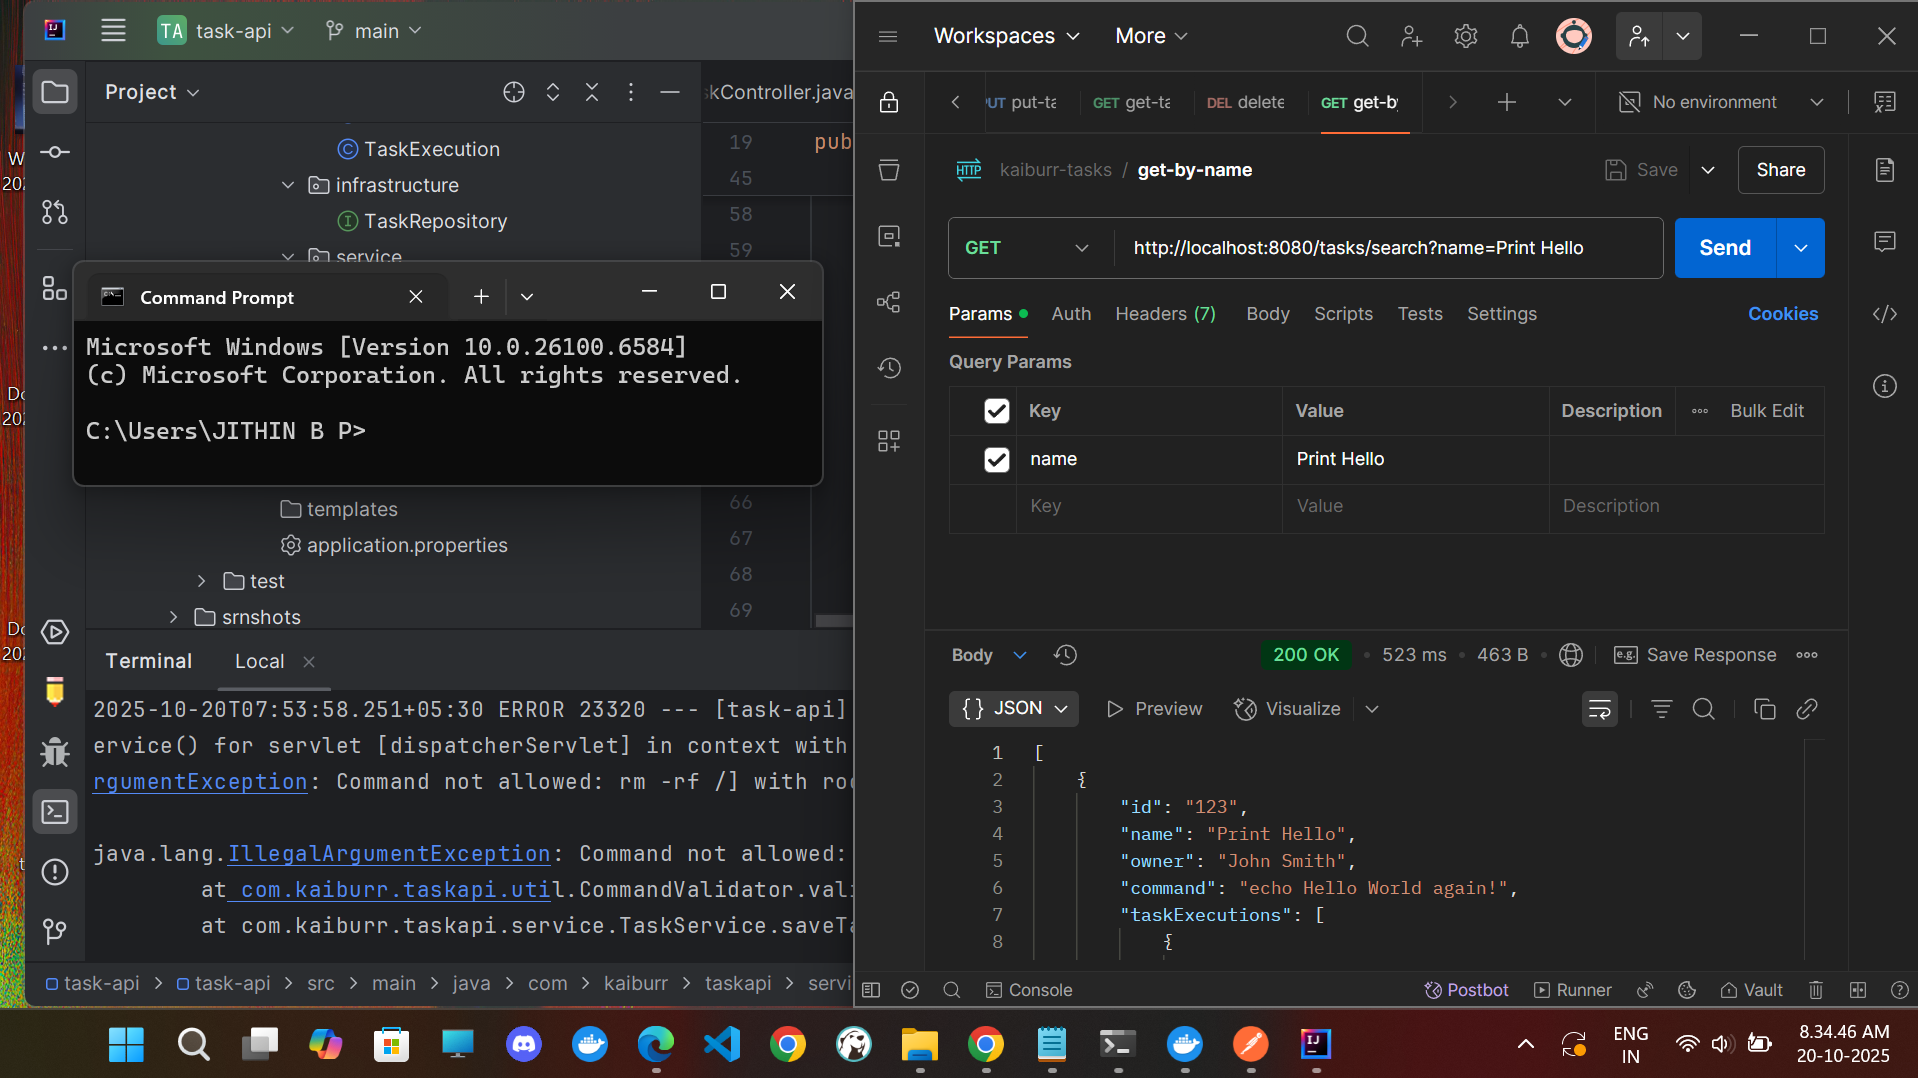 TA task-api main
Project
TaskExecution
infrastructure
TaskRepository
service
kController.java
19 pub
45
58
59
Command Prompt
Microsoft Windows [Version 10.0.26100.6584]
(c) Microsoft Corporation. All rights reserved.
C:\Users\JITHIN B P>
66
67
68
69
templates
application.properties
test
srnshots
Terminal Local
2025-10-20T07:53:58.251+05:30 ERROR 23320 --- [task-api]
ervice() for servlet [dispatcherServlet] in context with
rgumentException: Command not allowed: rm -rf /] with roo
java.lang.IllegalArgumentException: Command not allowed:
at com.kaiburr.taskapi.util.CommandValidator.vali
at com.kaiburr.taskapi.service.TaskService.saveTa
task-api > task-api > src > main > java > com > kaiburr > taskapi > servi
Workspaces More
PUT put-ta GET get-ta DEL delete GET get-b No environment
HTTP kaiburr-tasks / get-by-name Save Share
GET http://localhost:8080/tasks/search?name=Print Hello Send
Params Auth Headers (7) Body Scripts Tests Settings Cookies
Query Params
Key Value Description Bulk Edit
name Print Hello
Key Value Description
Body 200 OK 523 ms 463 B e.g. Save Response
{} JSON Preview Visualize
1 [
2 {
3 "id": "123",
4 "name": "Print Hello",
5 "owner": "John Smith",
6 "command": "echo Hello World again!",
7 "taskExecutions": [
8 {
Console Postbot Runner Vault
ENG
IN
8.34.46 AM
20-10-2025